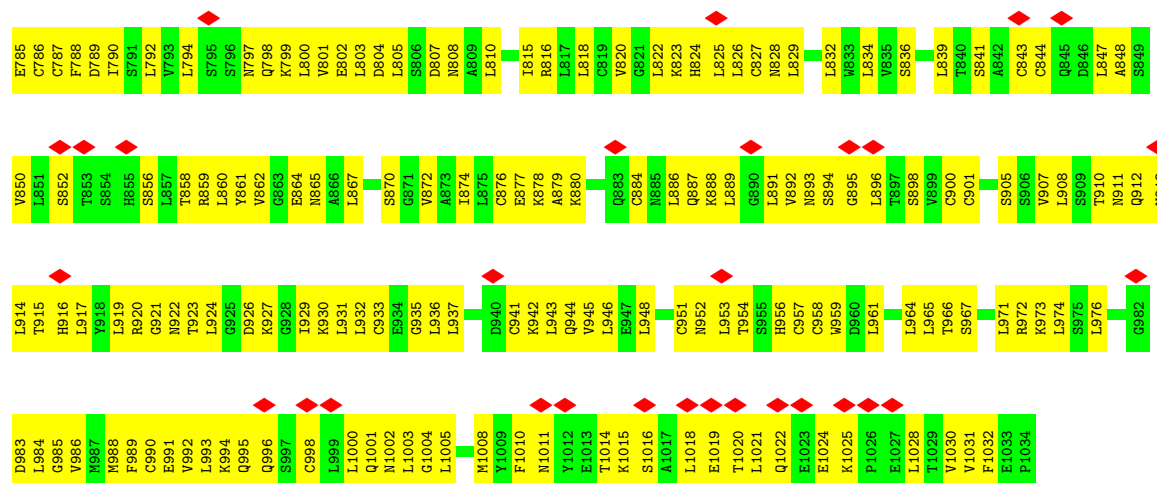 E785 C786 C787 F788 D789 I790 S791 L792 V793 L794 S795 S796 N797 Q798 K799 L800 V801 E802 L803 D804 L805 S806 D807 N808 A809 L810 I815 R816 L817 L818 C819 V820 G821 L822 K823 H824 L825 L826 C827 N828 L829 L832 W833 L834 V835 S836 L839 T840 S841 A842 C843 C844 Q845 D846 L847 A848 S849
V850 L851 S852 T853 S854 H855 S856 L857 T858 R859 L860 Y861 V862 G863 E864 N865 A866 L867 S870 G871 V872 A873 I874 L875 C876 E877 K878 A879 K880 Q883 C884 N885 L886 Q887 K888 L889 G890 L891 V892 N893 S894 G895 L896 T897 S898 V899 C900 C901 S905 S906 V907 L908 S909 T910 N911 Q912
L914 T915 H916 L917 Y918 L919 R920 G921 N922 T923 L924 G925 D926 K927 G928 I929 K930 L931 L932 C933 E934 G935 L936 L937 D940 C941 K942 L943 Q944 V945 L946 E947 L948 C951 N952 L953 T954 S955 H956 C957 C958 W959 D960 L961 L964 L965 T966 S967 L971 R972 K973 L974 S975 L976 G982
D983 L984 G985 V986 M987 M988 F989 C990 E991 V992 L993 K994 Q995 Q996 S997 C998 L999 L1000 Q1001 N1002 L1003 G1004 L1005 M1008 Y1009 F1010 N1011 Y1012 E1013 T1014 K1015 S1016 A1017 L1018 E1019 T1020 L1021 Q1022 E1023 E1024 K1025 P1026 E1027 L1028 T1029 V1030 V1031 F1032 E1033 P1034